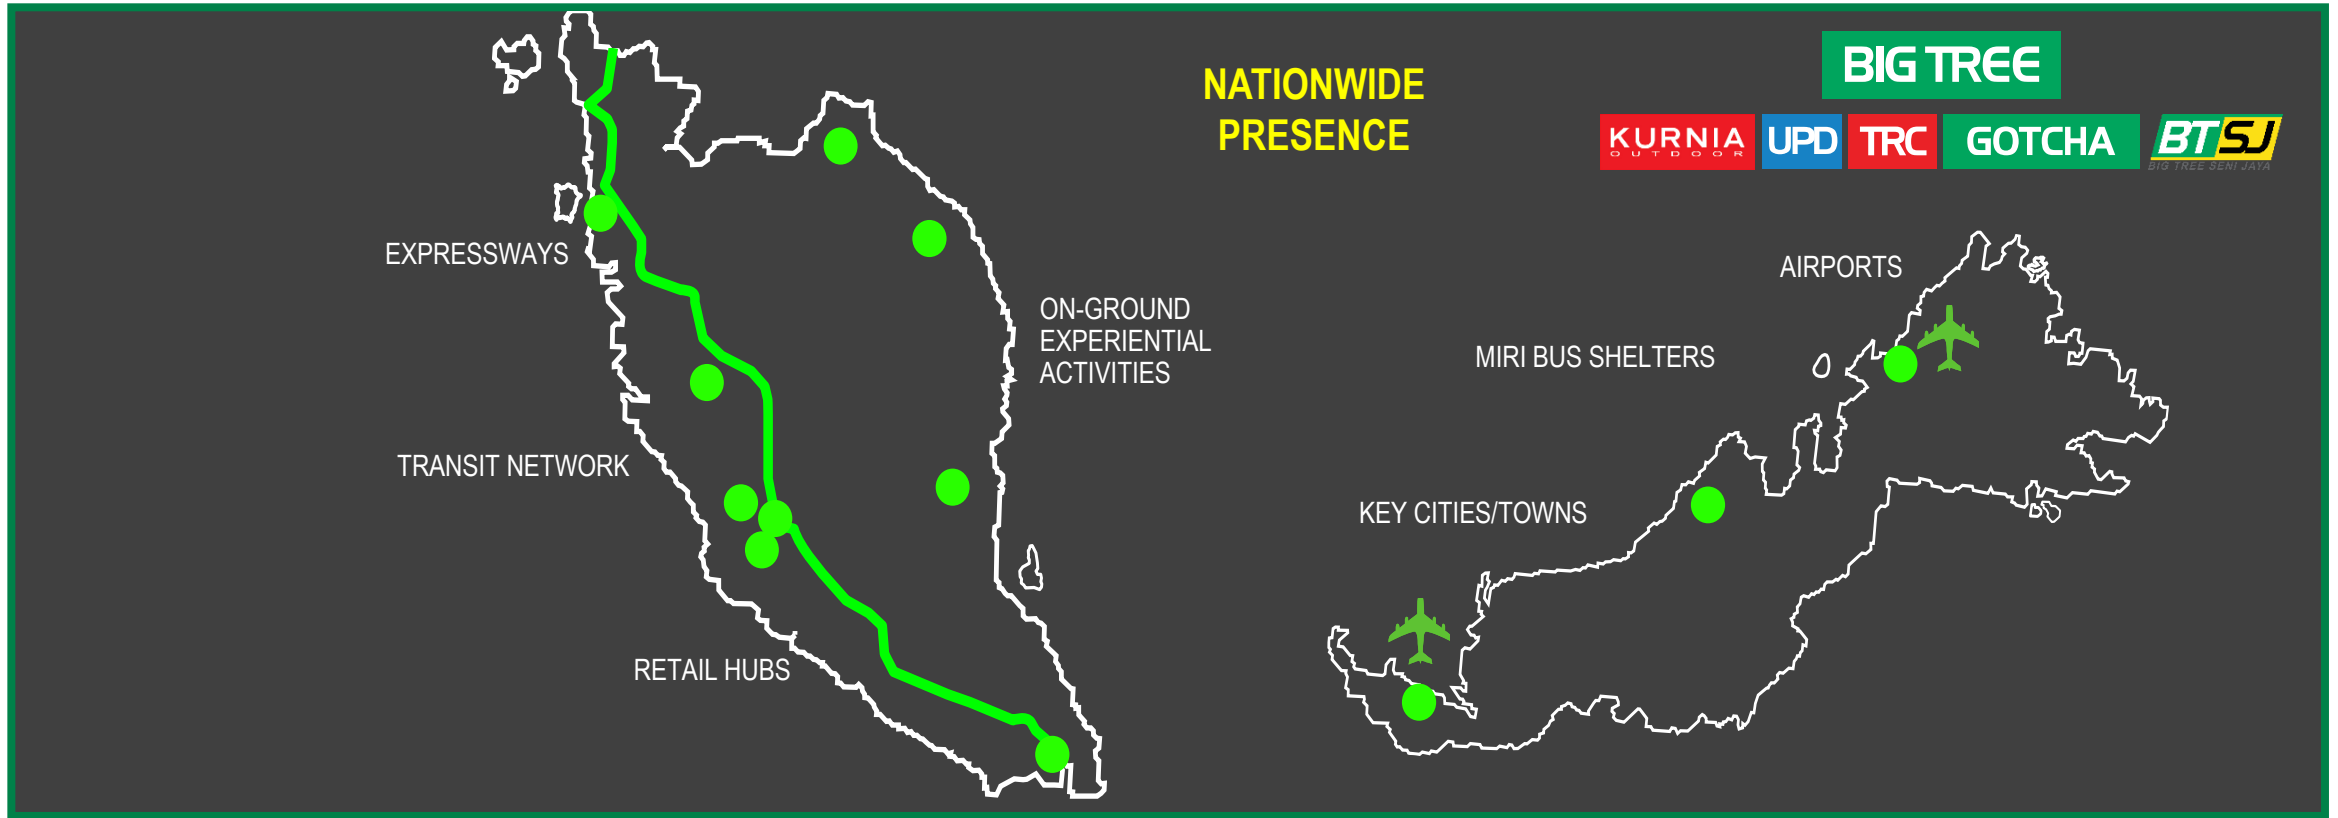 NATIONWIDE
PRESENCE
BIG TREE
KURNIA
OUTDOOR
UPD
TRC
GOTCHA
BTSJ
BIG TREE SENI JAYA
EXPRESSWAYS
ON-GROUND
EXPERIENTIAL
ACTIVITIES
TRANSIT NETWORK
RETAIL HUBS
AIRPORTS
MIRI BUS SHELTERS
KEY CITIES/TOWNS